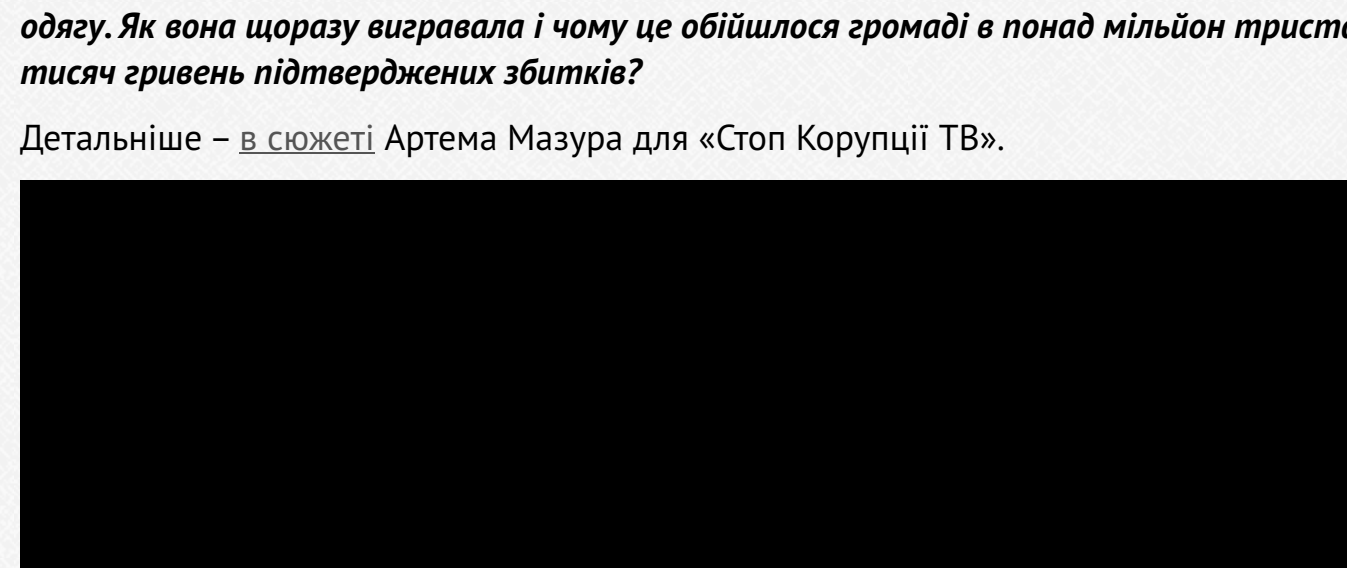 одягу. Як вона щоразу вигравала і чому це обійшлося громаді в понад мільйон триста
тисяч гривень підтверджених збитків?
Детальніше – в сюжеті Артема Мазура для «Стоп Корупції ТВ».